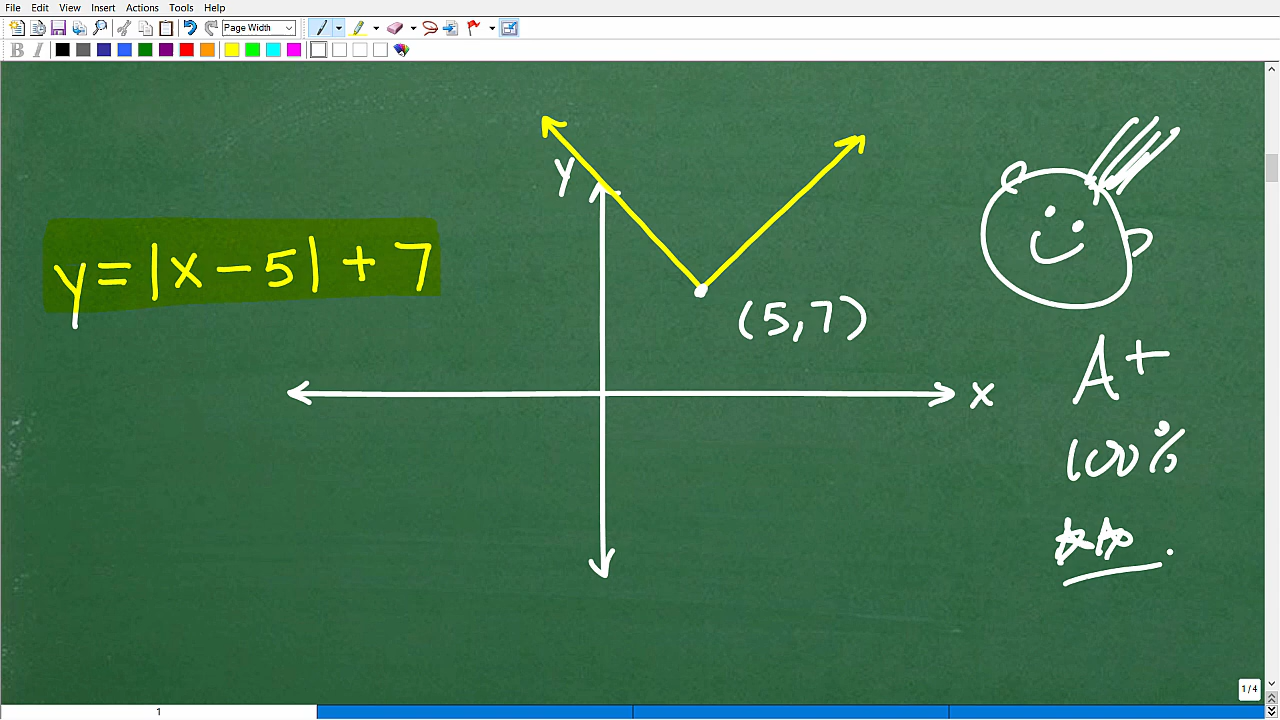 File Edit View Insert Actions Tools Help
Page Width
B I
y
y = |x - 5| + 7
(5,7)
x
A+
100%
1/4
1